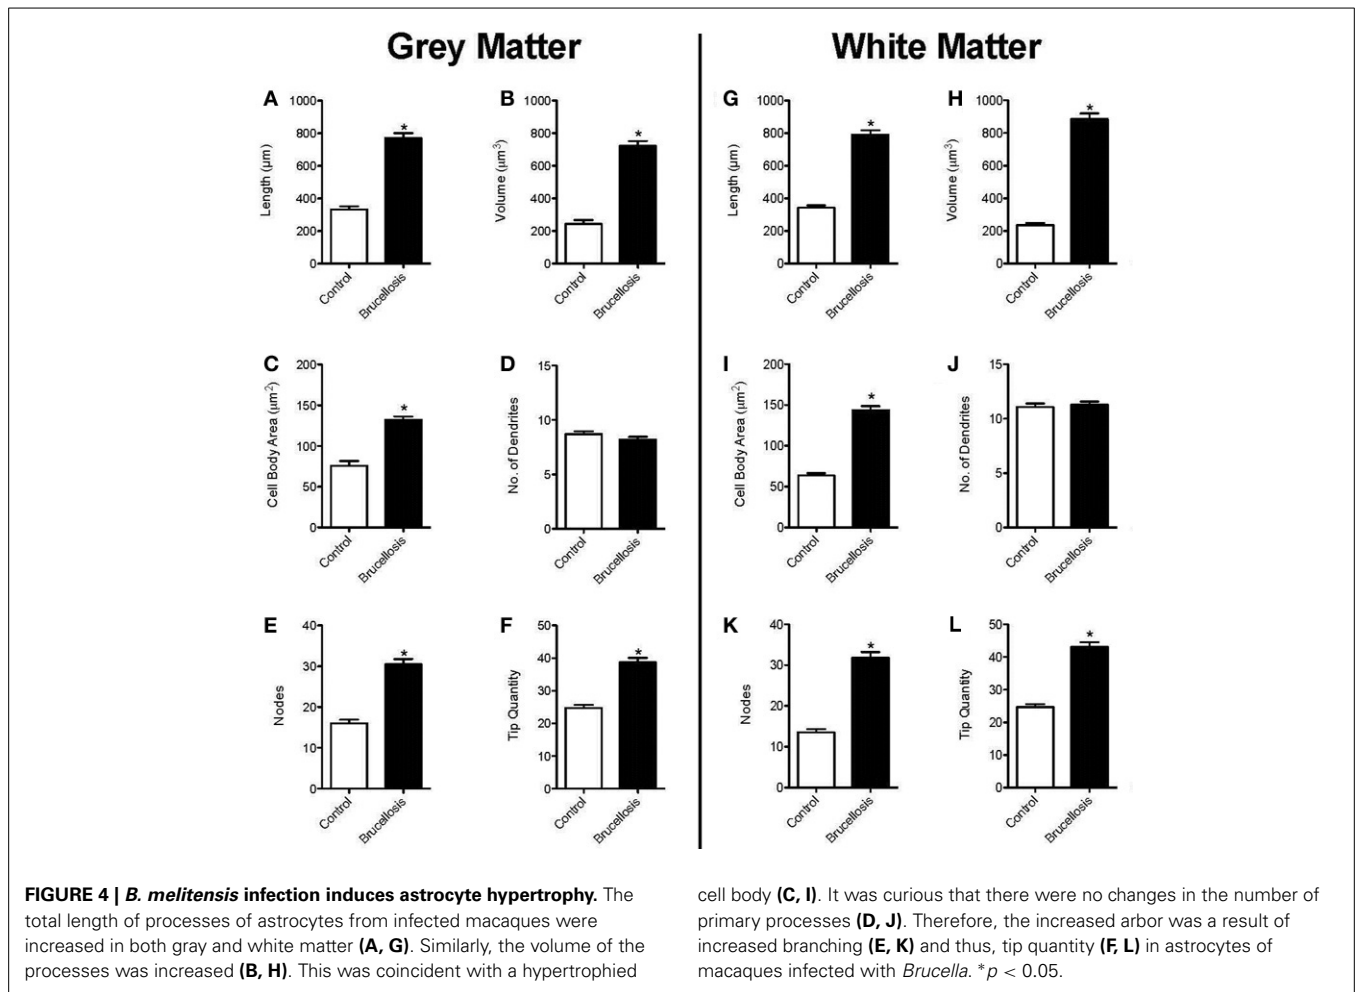 Grey Matter
White Matter
A
1000
800
600
400
200
0
Length (µm)
Control
Brucellosis
*
B
1000
800
600
400
200
0
Volume (µm³)
Control
Brucellosis
*
G
1000
800
600
400
200
0
Length (µm)
Control
Brucellosis
*
H
1000
800
600
400
200
0
Volume (µm³)
Control
Brucellosis
*
C
200
150
100
50
0
Cell Body Area (µm²)
Control
Brucellosis
*
D
15
10
5
0
No. of Dendrites
Control
Brucellosis
I
200
150
100
50
0
Cell Body Area (µm²)
Control
Brucellosis
*
J
15
10
5
0
No. of Dendrites
Control
Brucellosis
E
40
30
20
10
0
Nodes
Control
Brucellosis
*
F
50
40
30
20
10
0
Tip Quantity
Control
Brucellosis
*
K
40
30
20
10
0
Nodes
Control
Brucellosis
*
L
50
40
30
20
10
0
Tip Quantity
Control
Brucellosis
*
FIGURE 4 | B. melitensis infection induces astrocyte hypertrophy. The
total length of processes of astrocytes from infected macaques were
increased in both gray and white matter (A, G). Similarly, the volume of the
processes was increased (B, H). This was coincident with a hypertrophied
cell body (C, I). It was curious that there were no changes in the number of
primary processes (D, J). Therefore, the increased arbor was a result of
increased branching (E, K) and thus, tip quantity (F, L) in astrocytes of
macaques infected with Brucella. *p < 0.05.